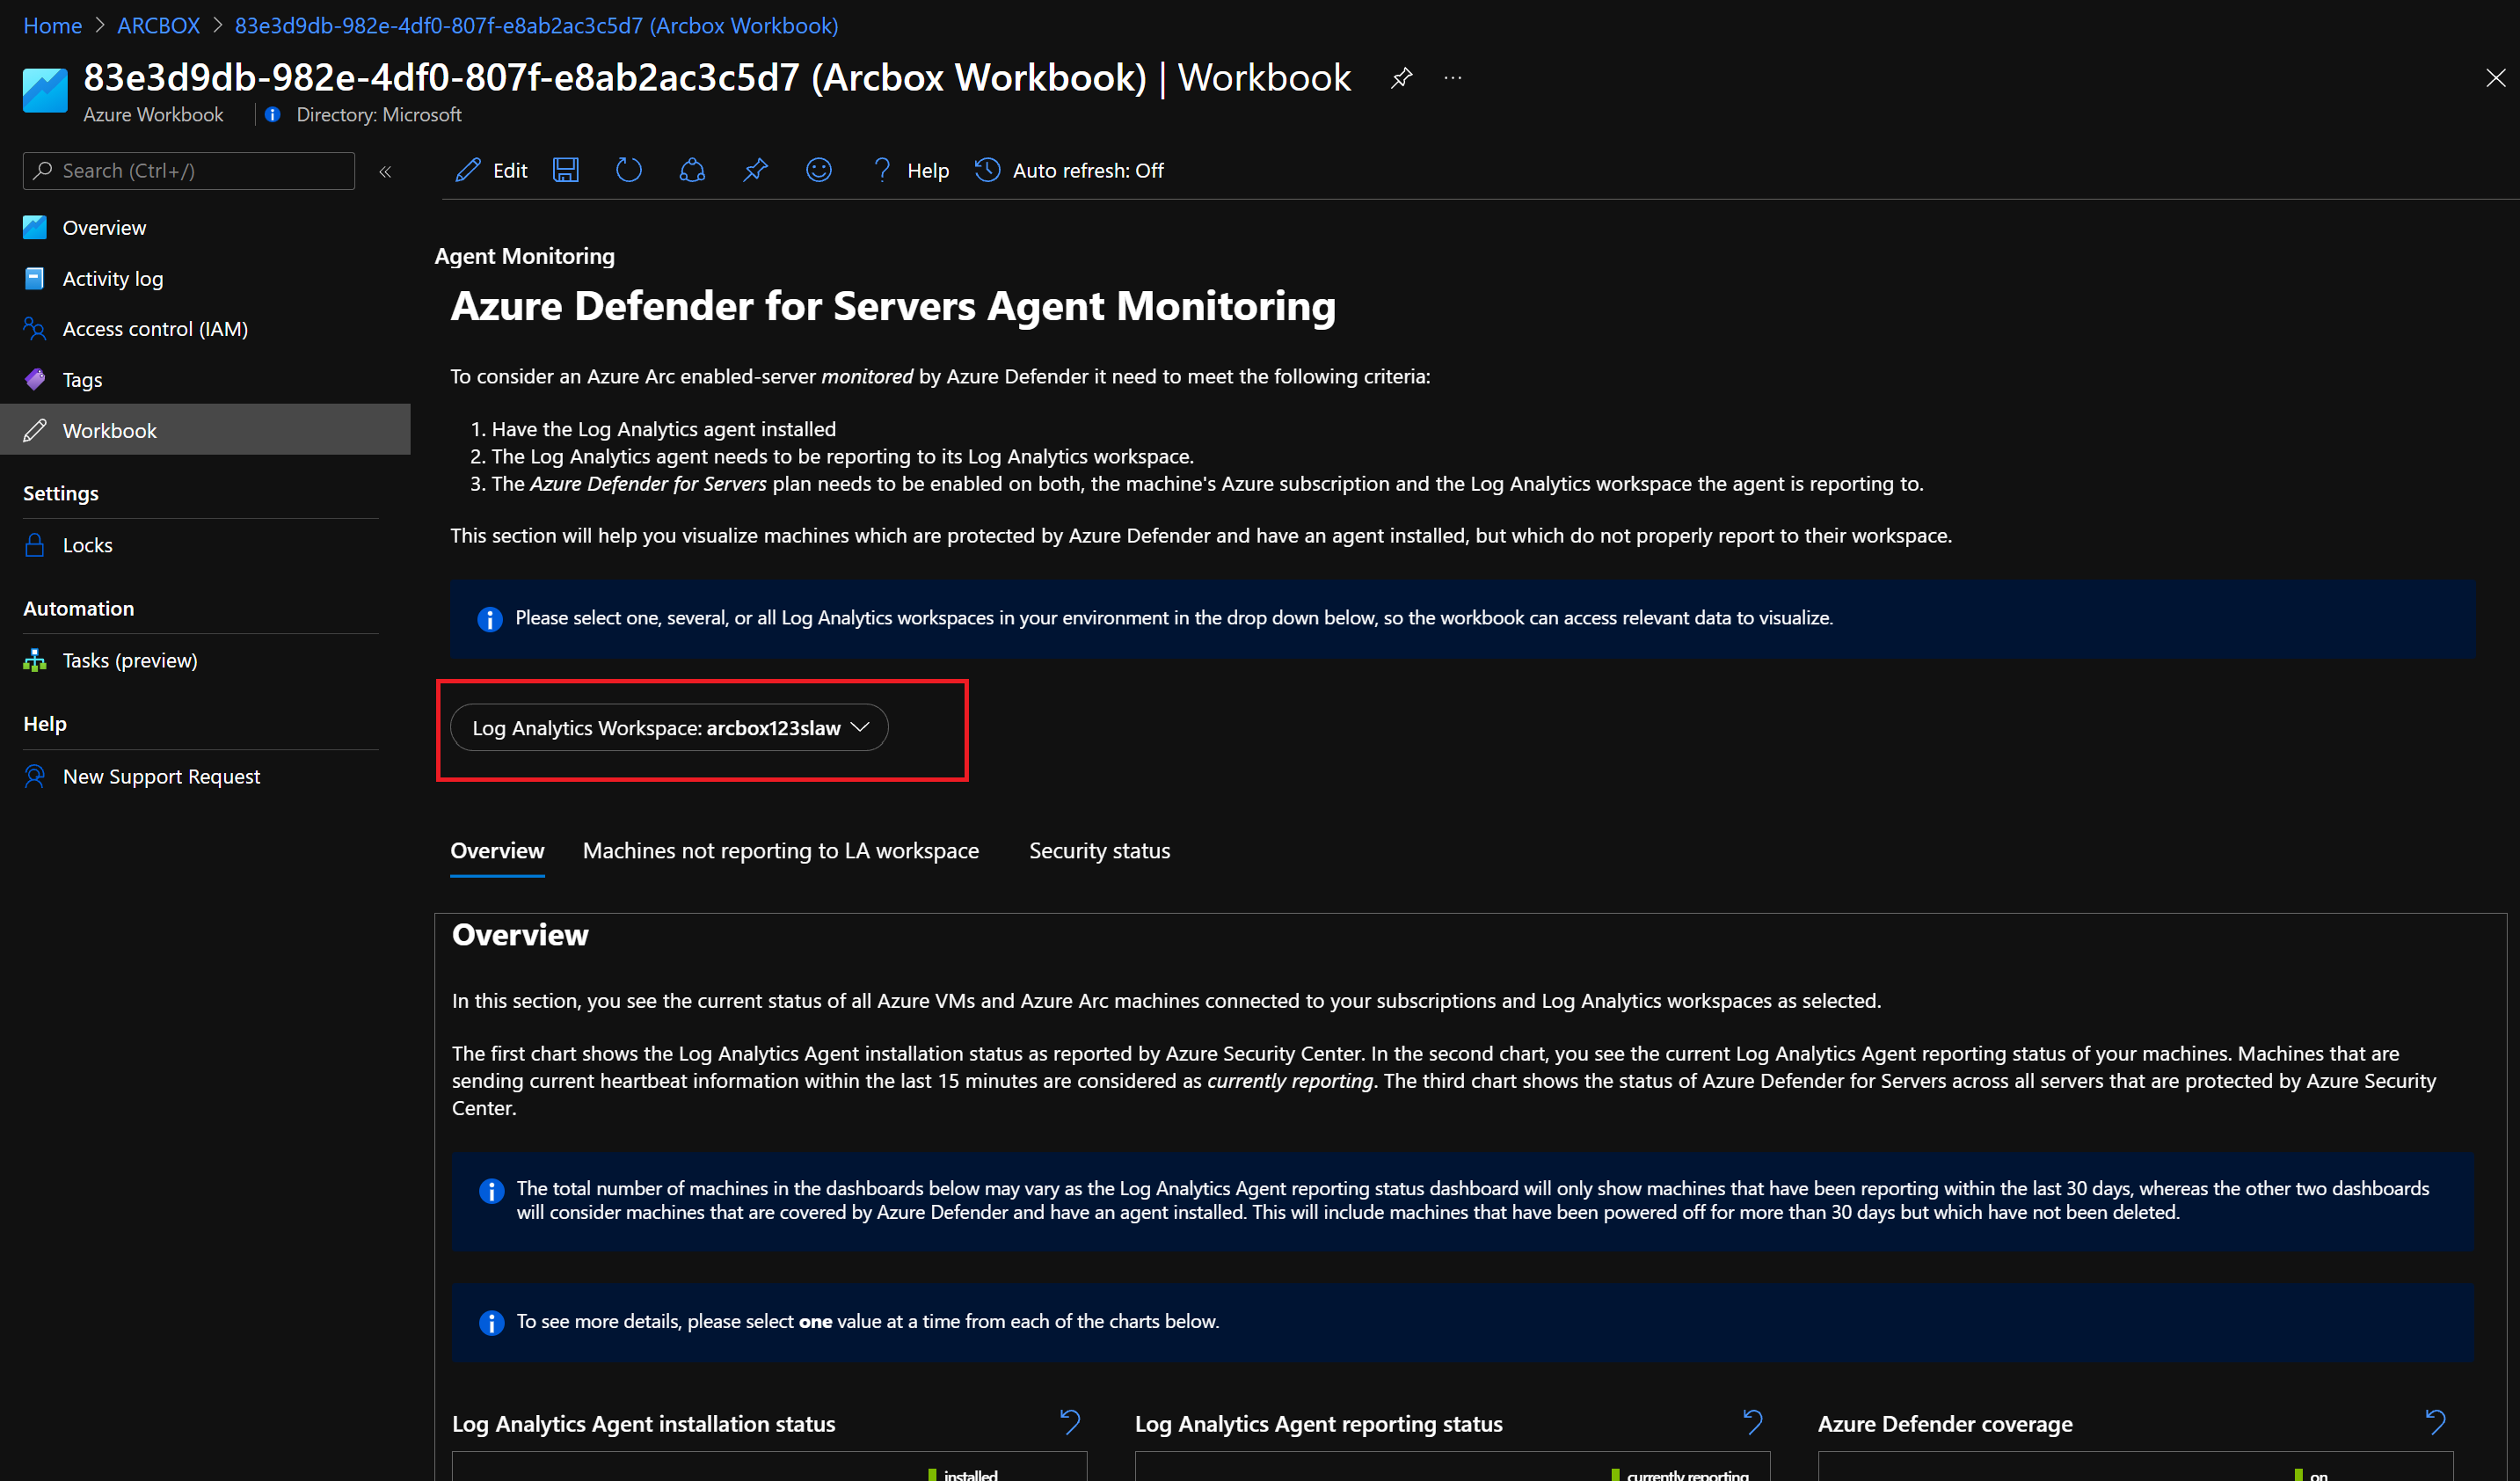 Home > ARCBOX > 83e3d9db-982e-4df0-807f-e8ab2ac3c5d7 (Arcbox Workbook)
83e3d9db-982e-4df0-807f-e8ab2ac3c5d7 (Arcbox Workbook) | Workbook ...
Azure Workbook | Directory: Microsoft
Search (Ctrl+/)
«
Edit
Help
Auto refresh: Off
Overview
Activity log
Access control (IAM)
Tags
Workbook
Settings
Locks
Automation
Tasks (preview)
Help
New Support Request
Agent Monitoring
Azure Defender for Servers Agent Monitoring
To consider an Azure Arc enabled-server monitored by Azure Defender it need to meet the following criteria:
1. Have the Log Analytics agent installed
2. The Log Analytics agent needs to be reporting to its Log Analytics workspace.
3. The Azure Defender for Servers plan needs to be enabled on both, the machine's Azure subscription and the Log Analytics workspace the agent is reporting to.
This section will help you visualize machines which are protected by Azure Defender and have an agent installed, but which do not properly report to their workspace.
Please select one, several, or all Log Analytics workspaces in your environment in the drop down below, so the workbook can access relevant data to visualize.
Log Analytics Workspace: arcbox123slaw
Overview Machines not reporting to LA workspace Security status
Overview
In this section, you see the current status of all Azure VMs and Azure Arc machines connected to your subscriptions and Log Analytics workspaces as selected.
The first chart shows the Log Analytics Agent installation status as reported by Azure Security Center. In the second chart, you see the current Log Analytics Agent reporting status of your machines. Machines that are
sending current heartbeat information within the last 15 minutes are considered as currently reporting. The third chart shows the status of Azure Defender for Servers across all servers that are protected by Azure Security
Center.
The total number of machines in the dashboards below may vary as the Log Analytics Agent reporting status dashboard will only show machines that have been reporting within the last 30 days, whereas the other two dashboards
will consider machines that are covered by Azure Defender and have an agent installed. This will include machines that have been powered off for more than 30 days but which have not been deleted.
To see more details, please select one value at a time from each of the charts below.
Log Analytics Agent installation status
Log Analytics Agent reporting status
Azure Defender coverage
installed
currently reporting
on